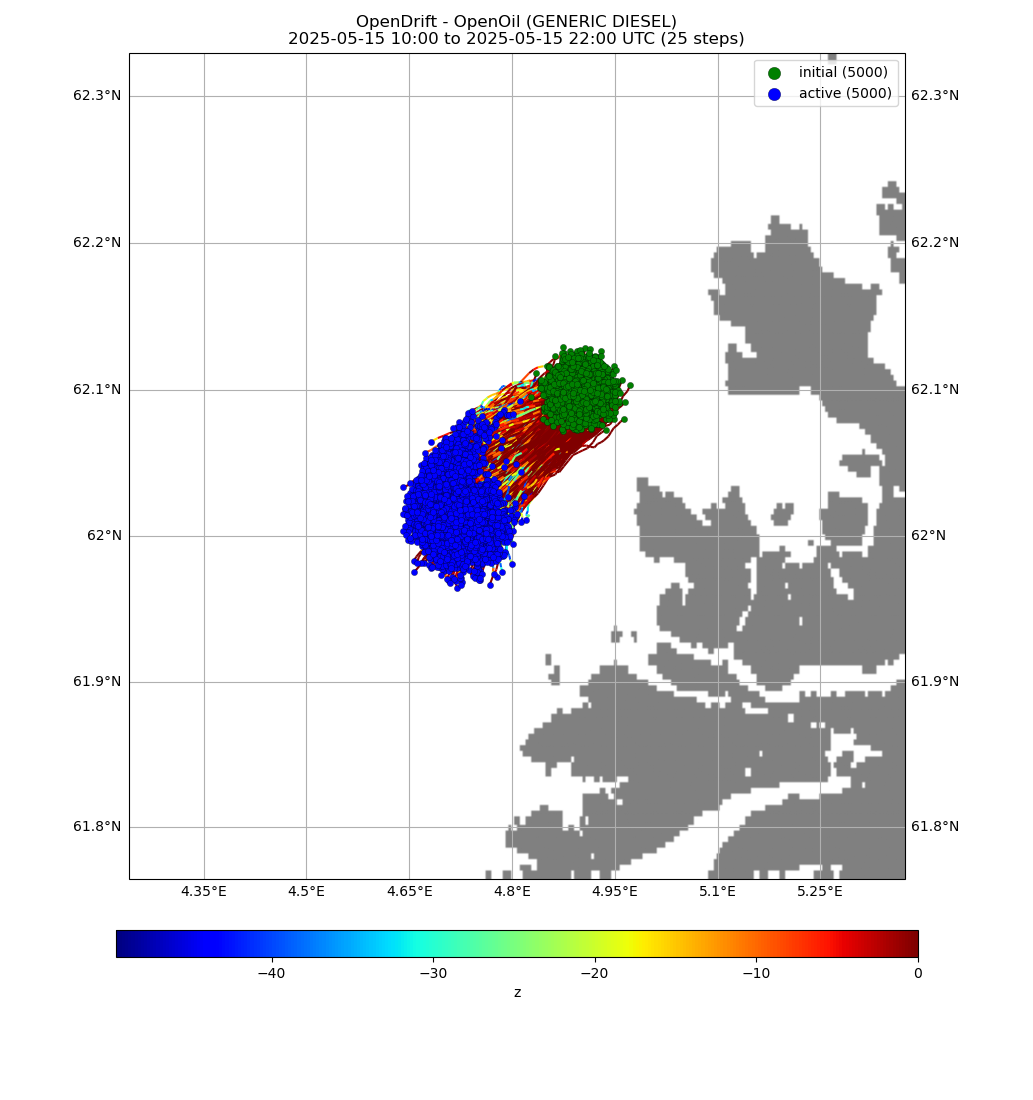 OpenDrift - OpenOil (GENERIC DIESEL)
2025-05-15 10:00 to 2025-05-15 22:00 UTC (25 steps)
initial (5000)
active (5000)
62.3°N 62.3°N
62.2°N 62.2°N
62.1°N 62.1°N
62°N 62°N
61.9°N 61.9°N
61.8°N 61.8°N
4.35°E 4.5°E 4.65°E 4.8°E 4.95°E 5.1°E 5.25°E
−40 −30 −20 −10 0
z